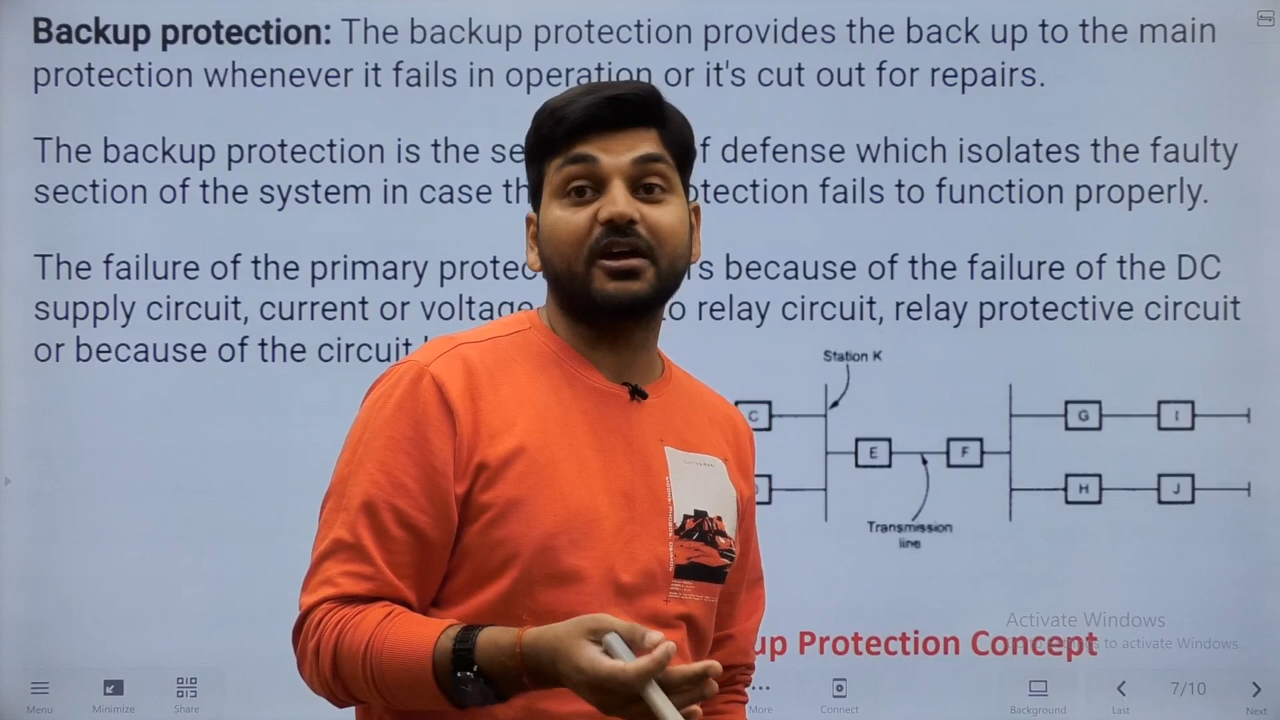 Backup protection: The backup protection provides the back up to the main
protection whenever it fails in operation or it's cut out for repairs.
The backup protection is the se f defense which isolates the faulty
section of the system in case th otection fails to function properly.
The failure of the primary protec s because of the failure of the DC
supply circuit, current or voltage o relay circuit, relay protective circuit
or because of the circuit
Station K
C
G
I
E
F
H
J
Transmission
line
Activate Windows
to activate Windows.
up Protection Concept
Menu
Minimize
Share
More
Connect
Background
Last
7/10
Next